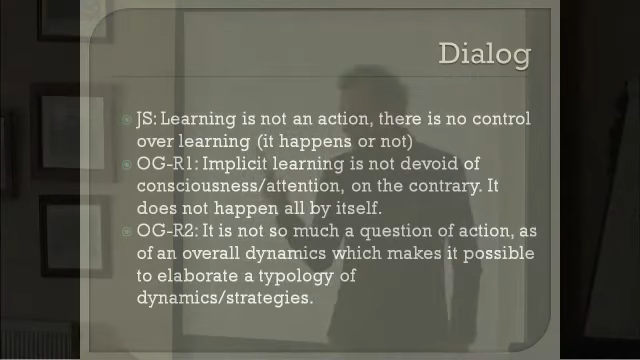 Dialog
JS: Learning is not an action, there is no control
over learning (it happens or not)
OG-R1: Implicit learning is not devoid of
consciousness/attention, on the contrary. It
does not happen all by itself.
OG-R2: It is not so much a question of action, as
of an overall dynamics which makes it possible
to elaborate a typology of
dynamics/strategies.